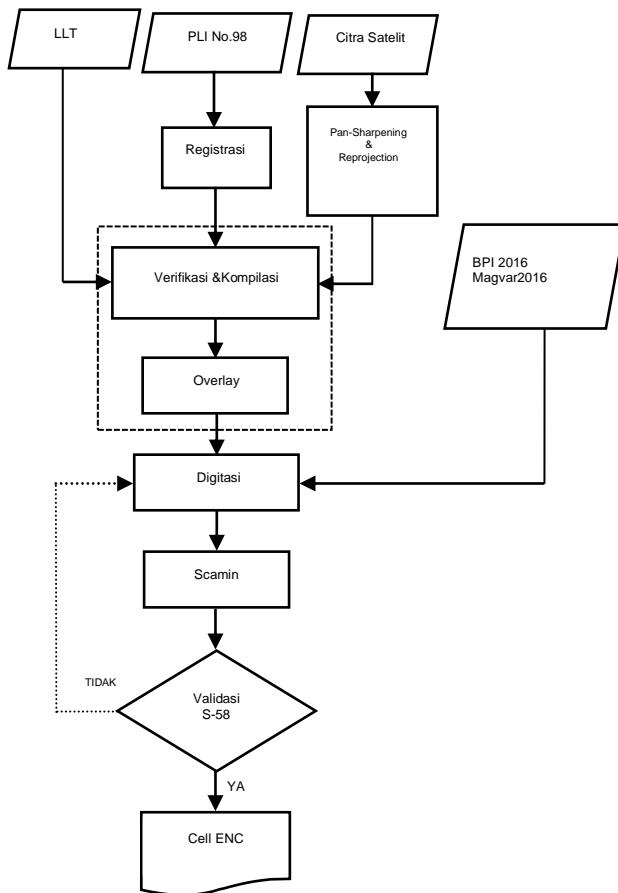 LLT
PLI No.98
Citra Satelit
Registrasi
Pan-Sharpening
&
Reprojection
Verifikasi &Kompilasi
BPI 2016
Magvar2016
Overlay
Digitasi
Scamin
TIDAK
Validasi
S-58
YA
Cell ENC